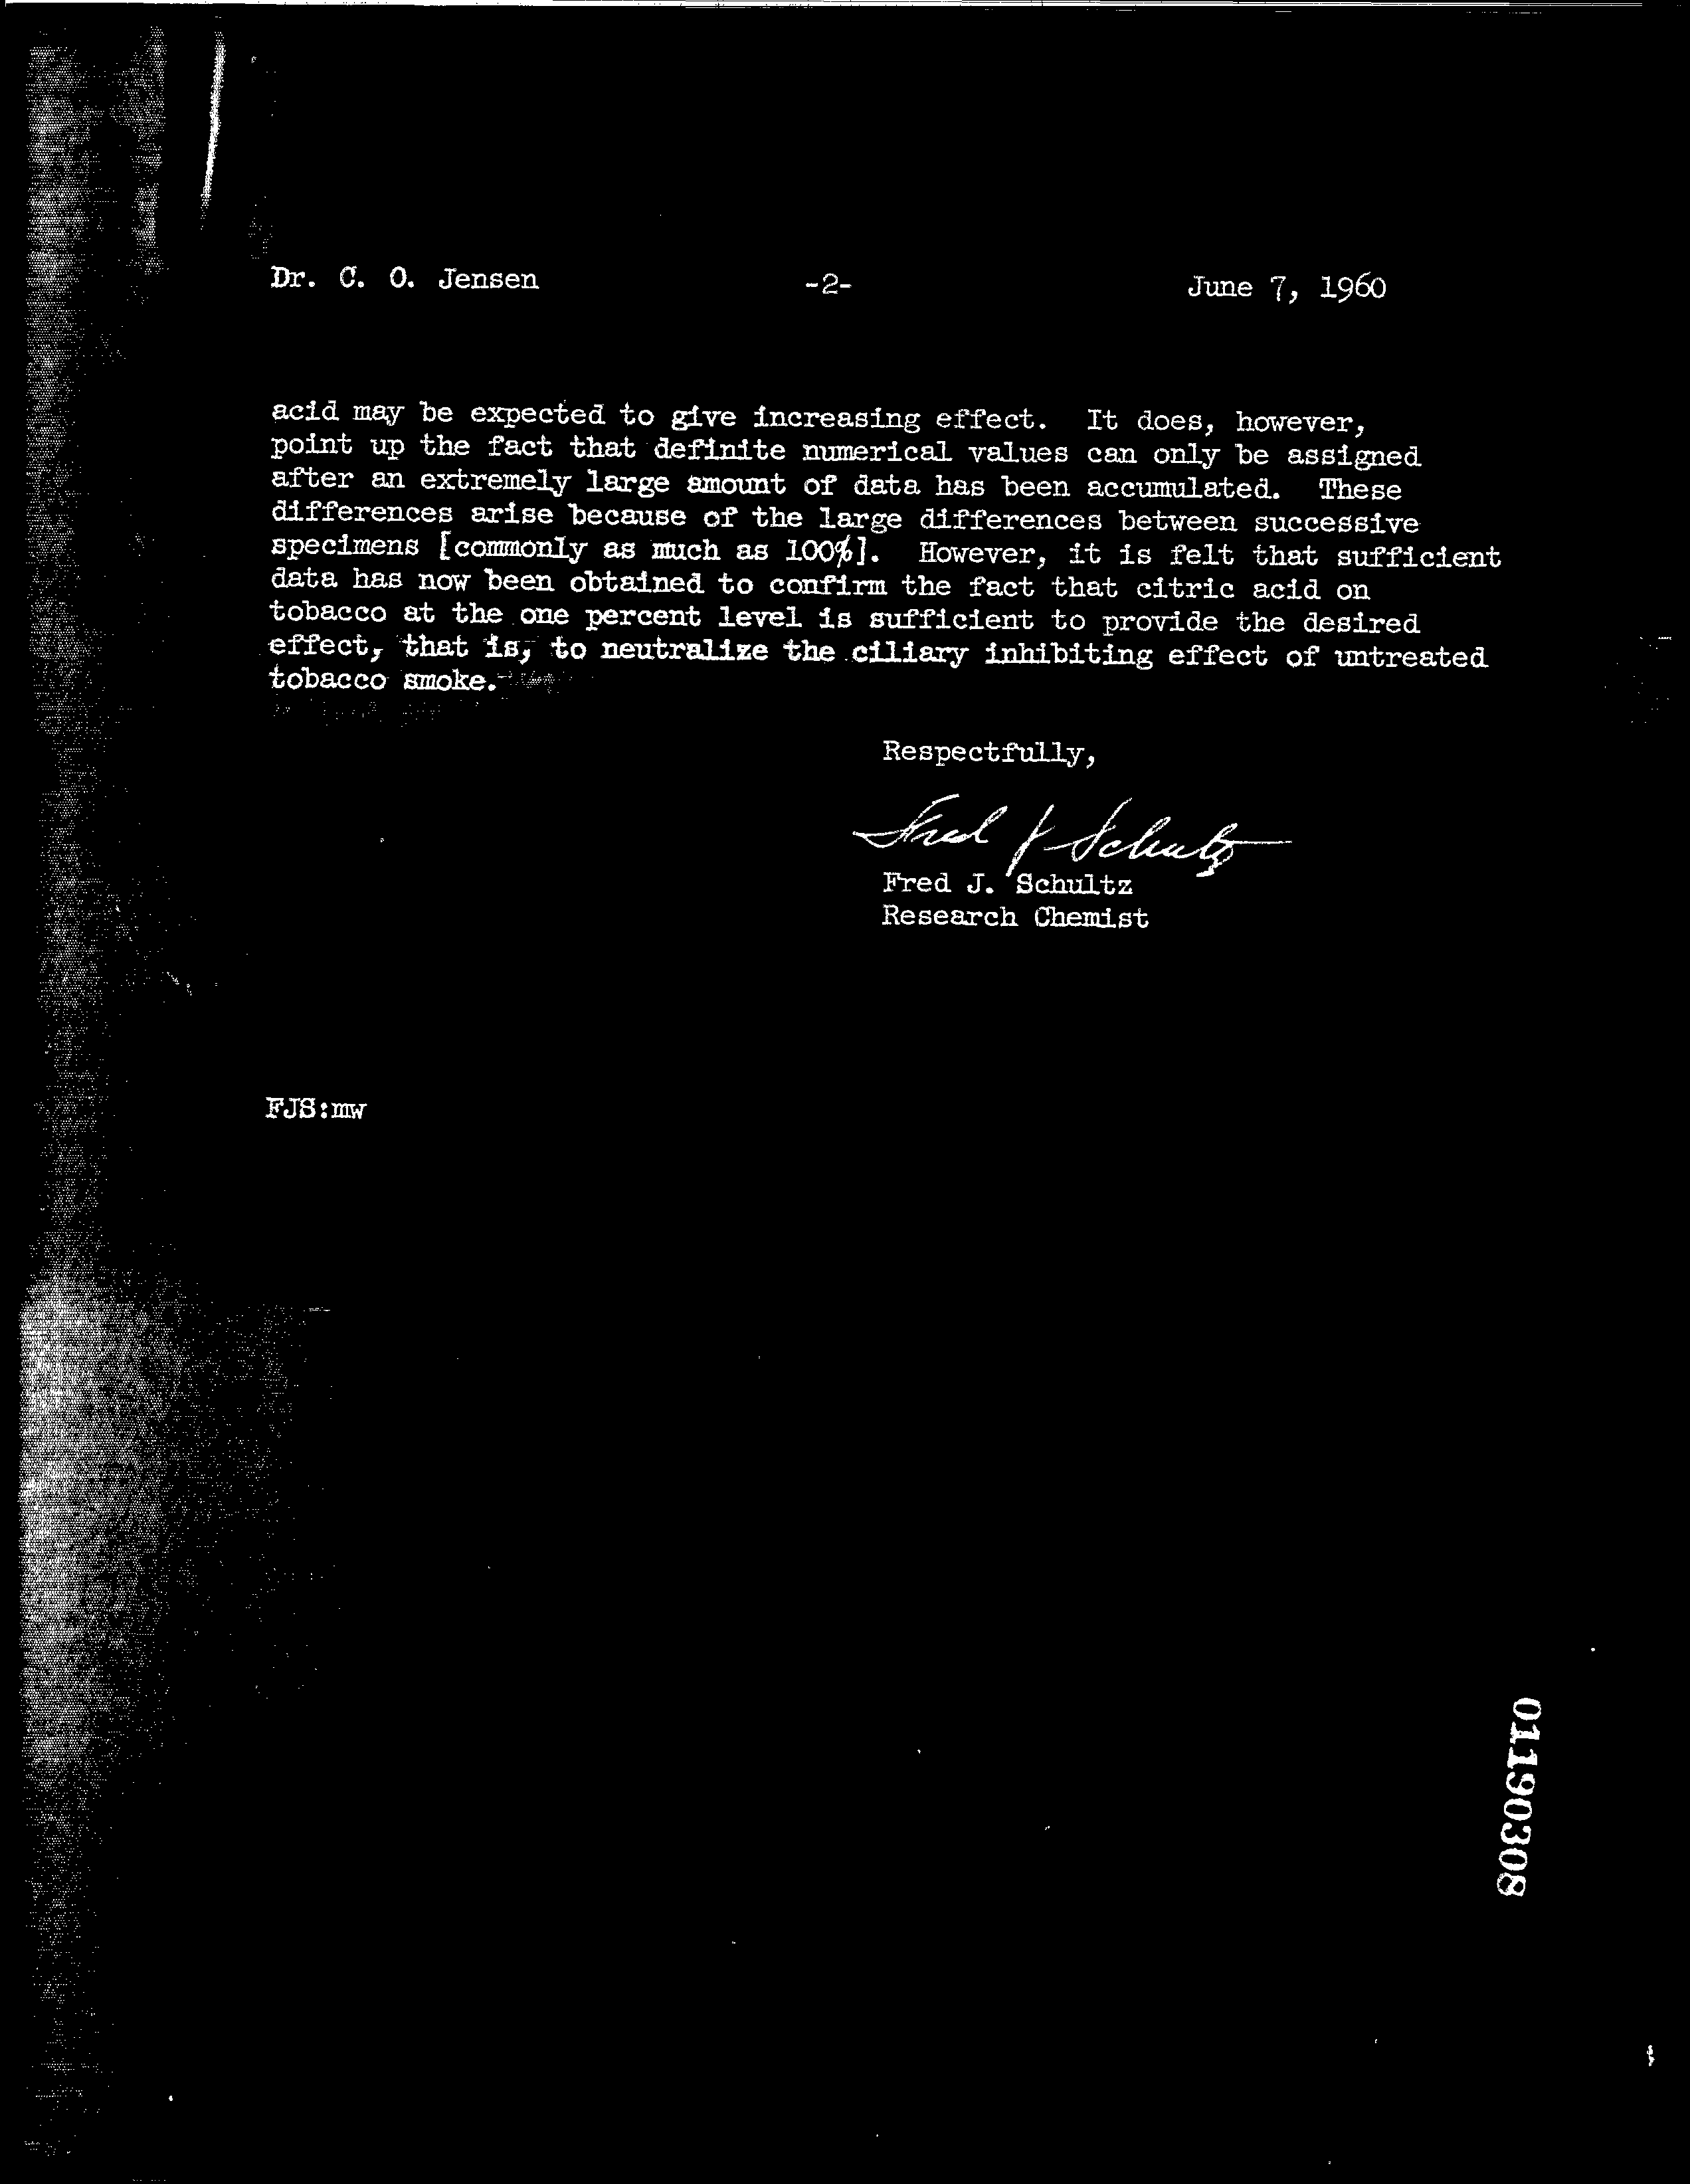 Dr. C. O. Jensen -2- June 7, 1960
acid may be expected to give increasing effect. It does, however,
point up the fact that definite numerical values can only be assigned
after an extremely large amount of data has been accumulated. These
differences arise because of the large differences between successive
specimens [commonly as much as 100%]. However, it is felt that sufficient
data has now been obtained to confirm the fact that citric acid on
tobacco at the one percent level is sufficient to provide the desired
effect, that is, to neutralize the ciliary inhibiting effect of untreated
tobacco smoke.
Respectfully,
Fred J Schultz
Fred J. Schultz
Research Chemist
FJS:mw
01190308